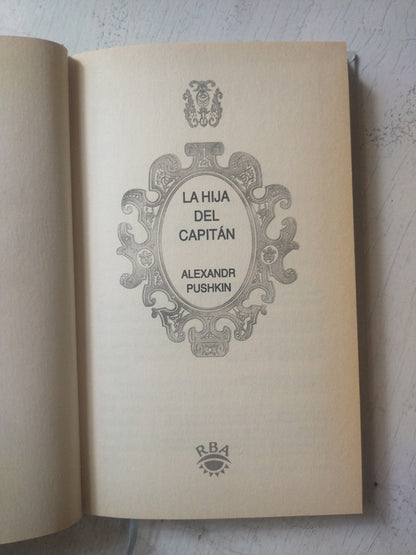 LA HIJA
DEL
CAPITÁN
ALEXANDR
PUSHKIN
RBA